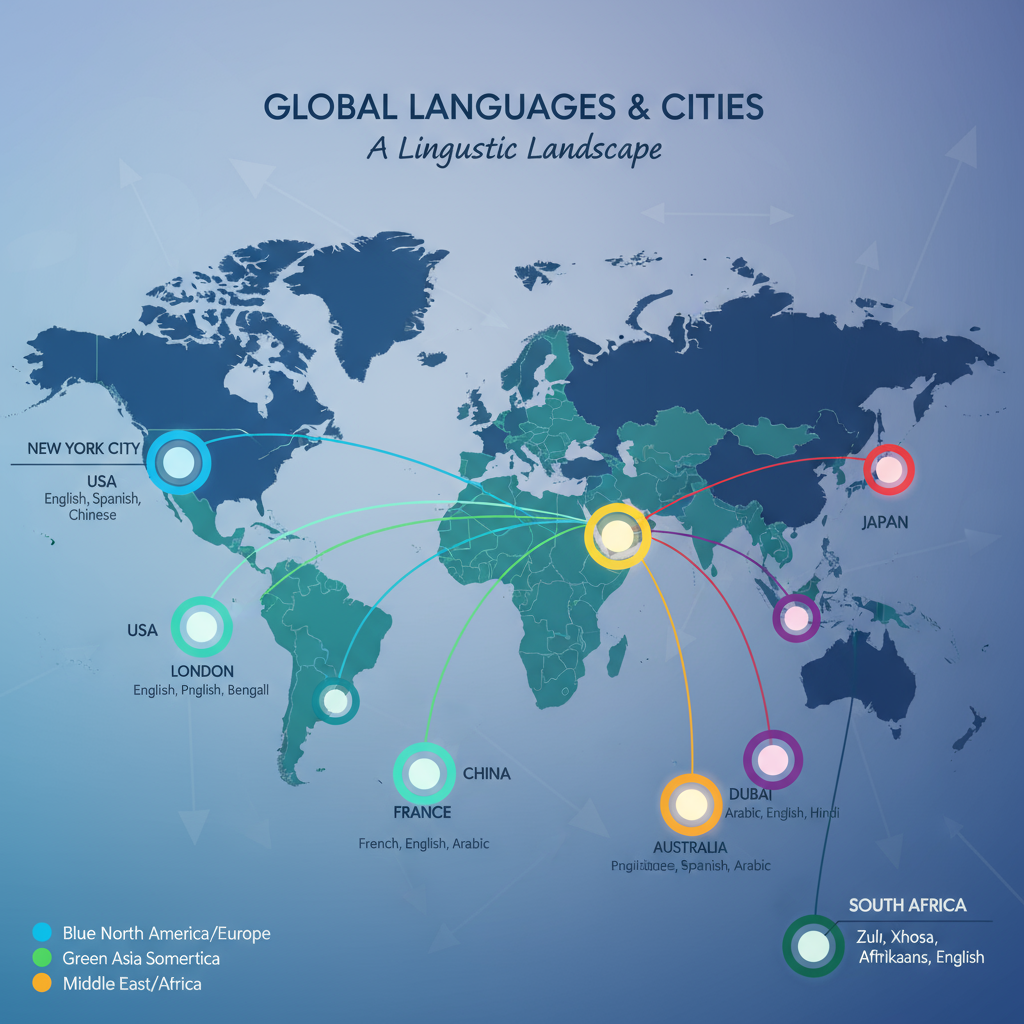 GLOBAL LANGUAGES & CITIES
A Lingustic Landscape
NEW YORK CITY
USA
English, Spanish,
Chinese
JAPAN
USA
LONDON
English, Pnglish, Bengall
CHINA
FRANCE
French, English, Arabic
DUBAI
Arabic, English, Hindi
AUSTRALIA
Spanish, Arabic
SOUTH AFRICA
Zulı, Xhosa,
English
Blue North America/Europe
Green Asia Somertica
Middle East/Africa